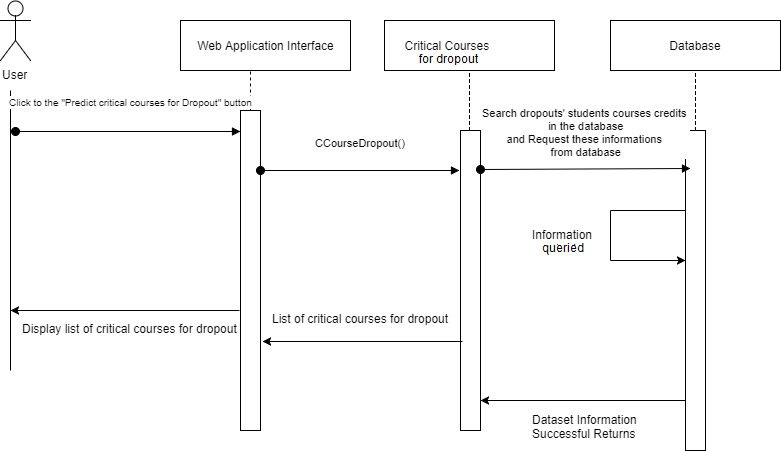 Web Application Interface
Critical Courses
for dropout
Database
User
Click to the "Predict critical courses for Dropout" button
Search dropouts' students courses credits
in the database
and Request these informations
from database
CCourseDropout()
Information
queried
List of critical courses for dropout
Display list of critical courses for dropout
Dataset Information
Successful Returns